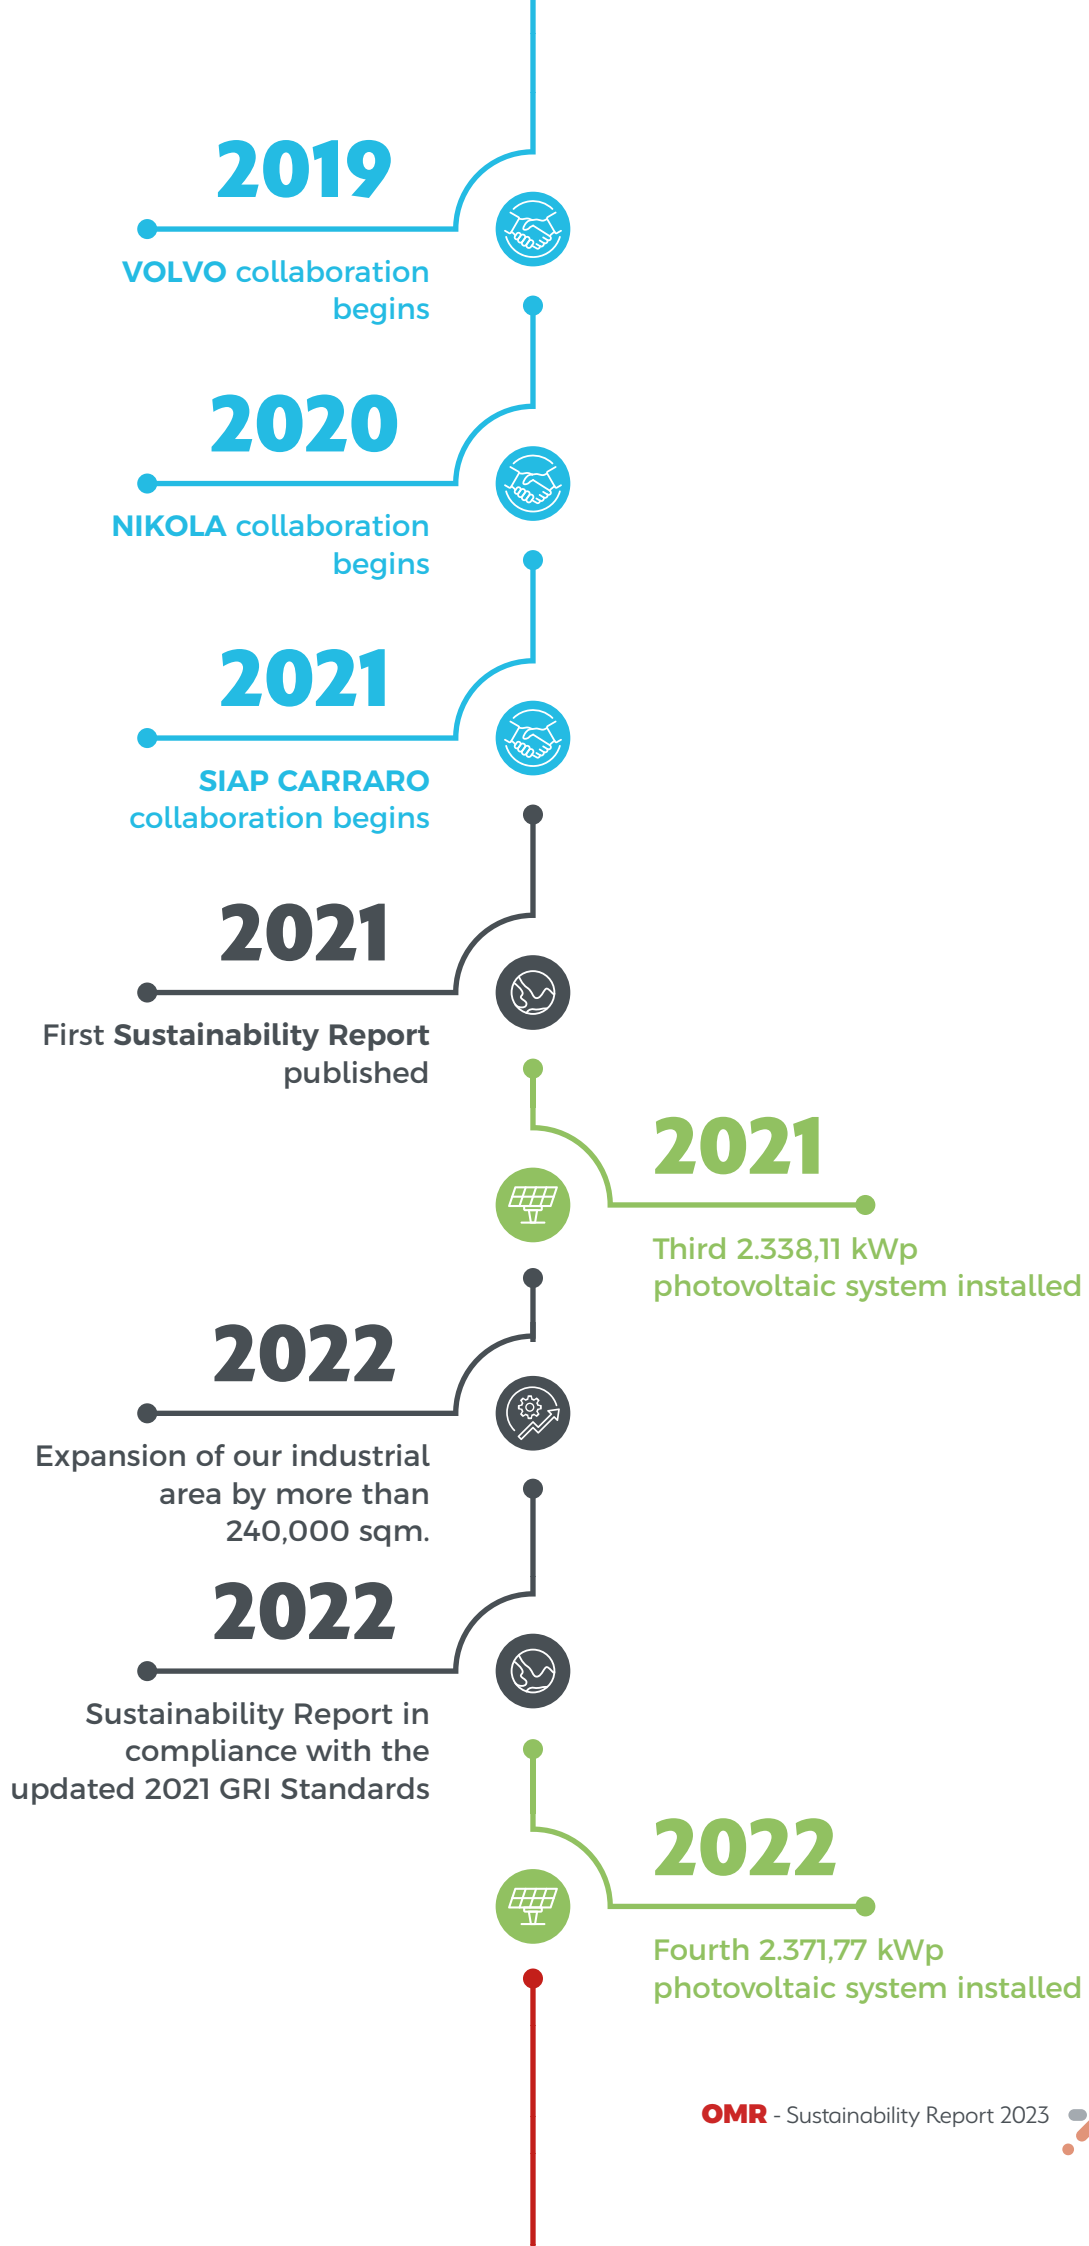 2019
VOLVO collaboration
begins
2020
NIKOLA collaboration
begins
2021
SIAP CARRARO
collaboration begins
2021
First Sustainability Report
published
2021
Third 2.338,11 kWp
photovoltaic system installed
2022
Expansion of our industrial
area by more than
240,000 sqm.
2022
Sustainability Report in
compliance with the
updated 2021 GRI Standards
2022
Fourth 2.371,77 kWp
photovoltaic system installed
OMR - Sustainability Report 2023